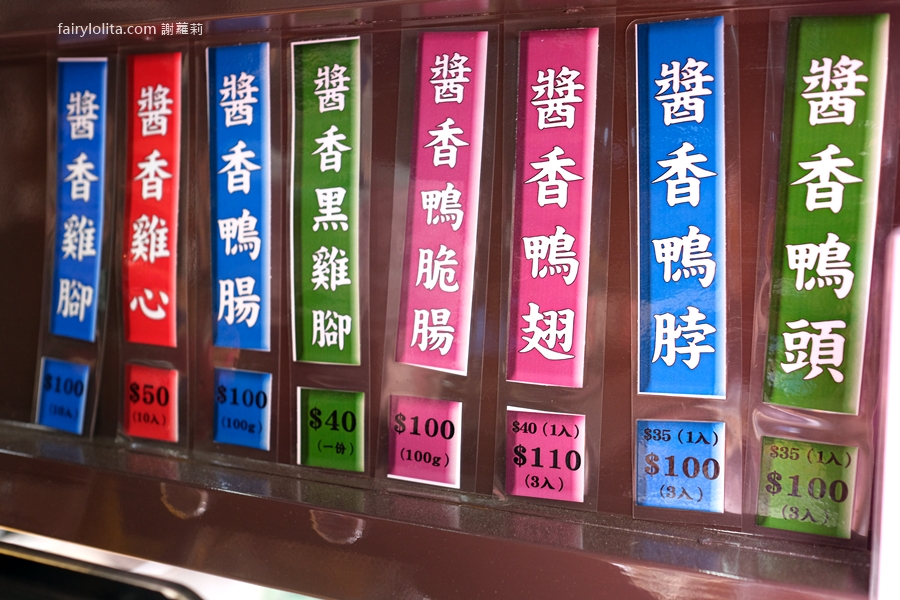 fairylolita.com 謝蘿莉
醬香雞腳
$100
(10入)
醬香雞心
$50
(10入)
醬香鴨腸
$100
(100g)
醬香黑雞腳
$40
(一份)
醬香鴨脆腸
$100
(100g)
醬香鴨翅
$40 (1入)
$110
(3入)
醬香鴨脖
$35 (1入)
$100
(3入)
醬香鴨頭
$35 (1入)
$100
(3入)